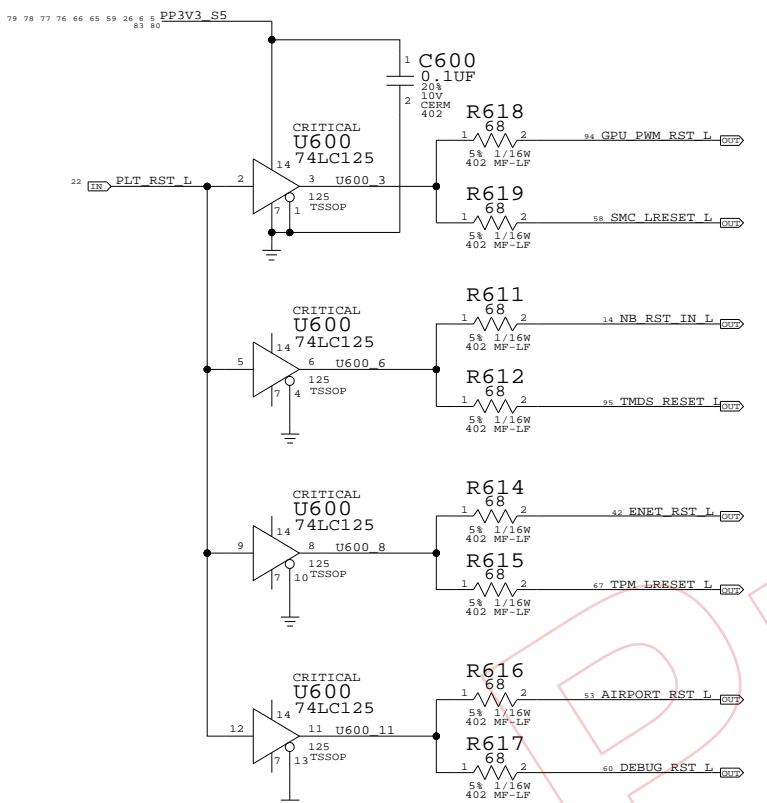 79 78 77 76 66 65 59 26 6 5 PP3V3_S5
83 80
1 C600
0.1UF
20%
10V
2 CERM
402
CRITICAL
U600
74LC125
14
22 IN PLT_RST_L
2
3 U600_3
125
TSSOP
7 1
R618
68
1 2
5% 1/16W
402 MF-LF
94 GPU_PWM_RST_L OUT
R619
68
1 2
5% 1/16W
402 MF-LF
58 SMC_LRESET_L OUT
CRITICAL
U600
74LC125
14
5
6 U600_6
125
TSSOP
7 4
R611
68
1 2
5% 1/16W
402 MF-LF
14 NB_RST_IN_L OUT
R612
68
1 2
5% 1/16W
402 MF-LF
95 TMDS_RESET_L OUT
CRITICAL
U600
74LC125
14
9
8 U600_8
125
TSSOP
7 10
R614
68
1 2
5% 1/16W
402 MF-LF
42 ENET_RST_L OUT
R615
68
1 2
5% 1/16W
402 MF-LF
67 TPM_LRESET_L OUT
CRITICAL
U600
74LC125
14
12
11 U600_11
125
TSSOP
7 13
R616
68
1 2
5% 1/16W
402 MF-LF
53 AIRPORT_RST_L OUT
R617
68
1 2
5% 1/16W
402 MF-LF
60 DEBUG_RST_L OUT